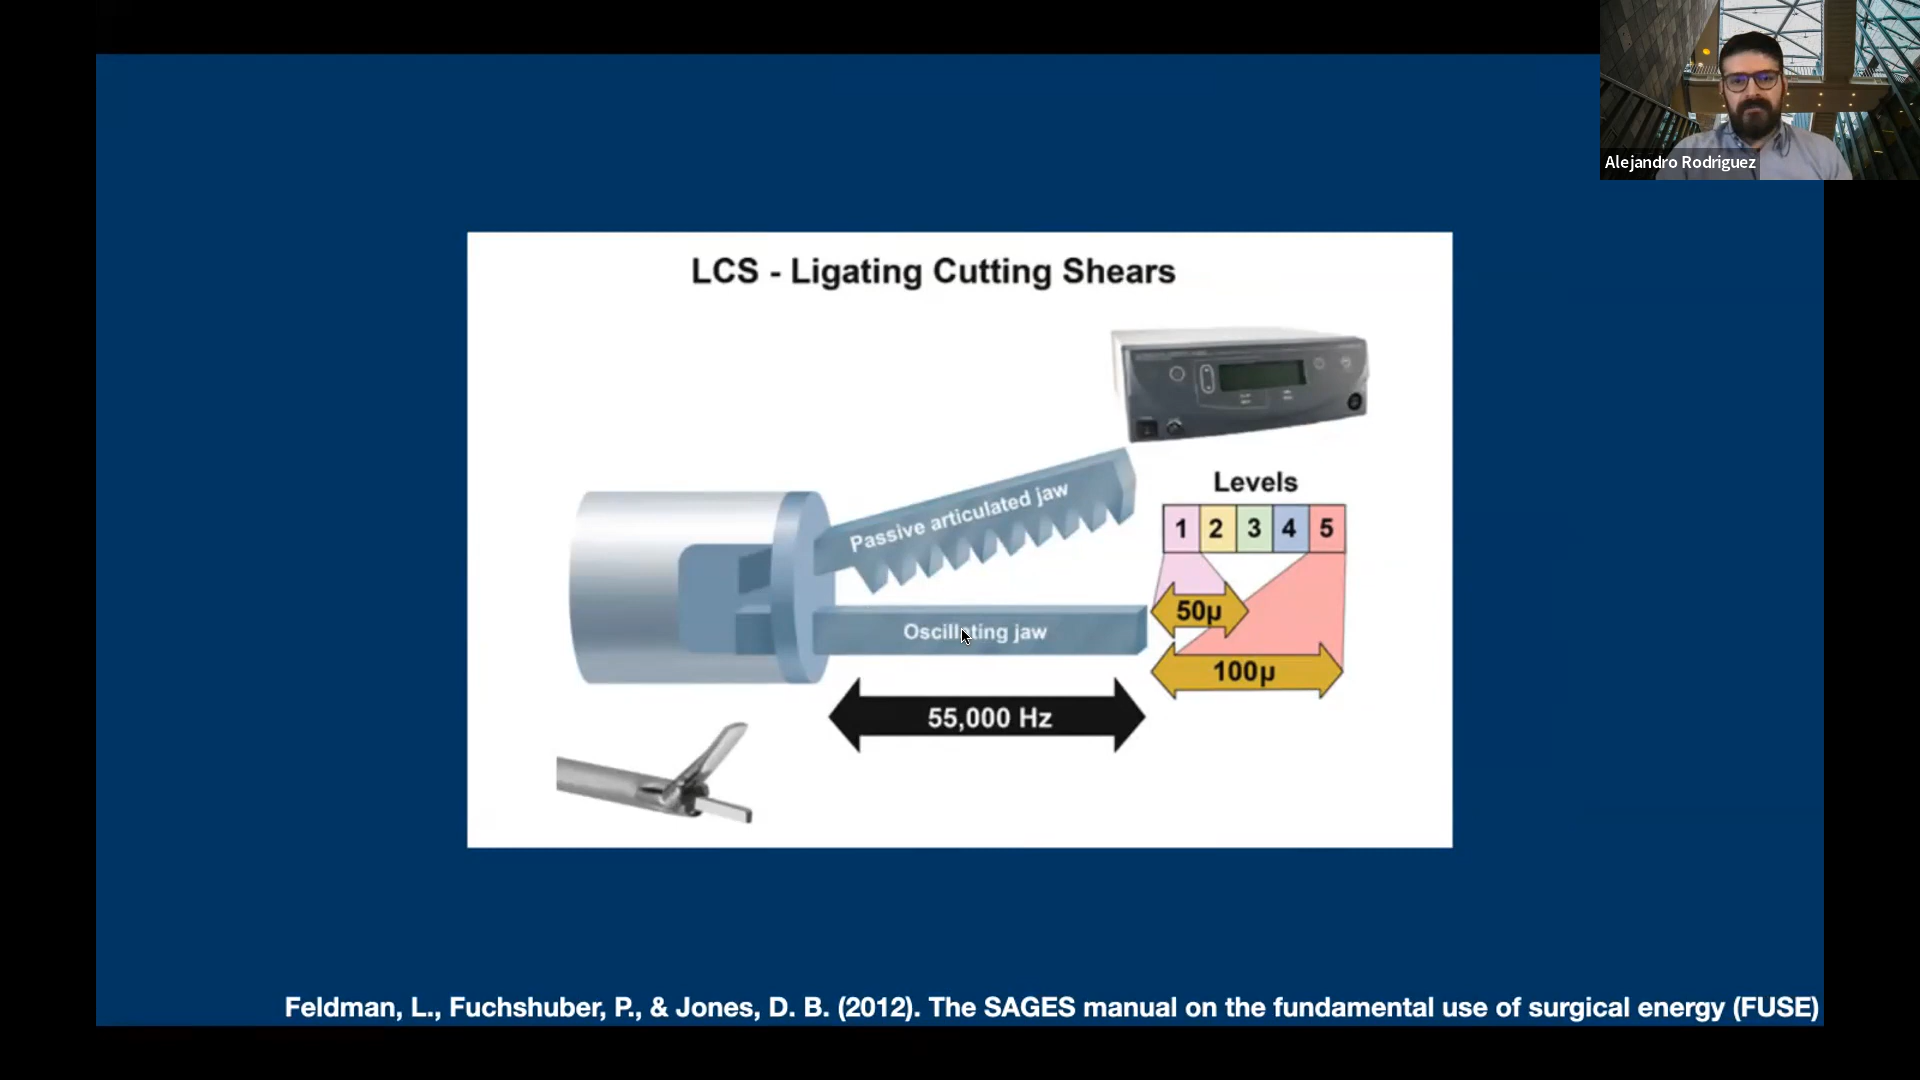 Alejandro Rodriguez
LCS - Ligating Cutting Shears
Passive articulated jaw
Levels
1 2 3 4 5
50μ
Oscillating jaw
100μ
55,000 Hz
Feldman, L., Fuchshuber, P., & Jones, D. B. (2012). The SAGES manual on the fundamental use of surgical energy (FUSE)